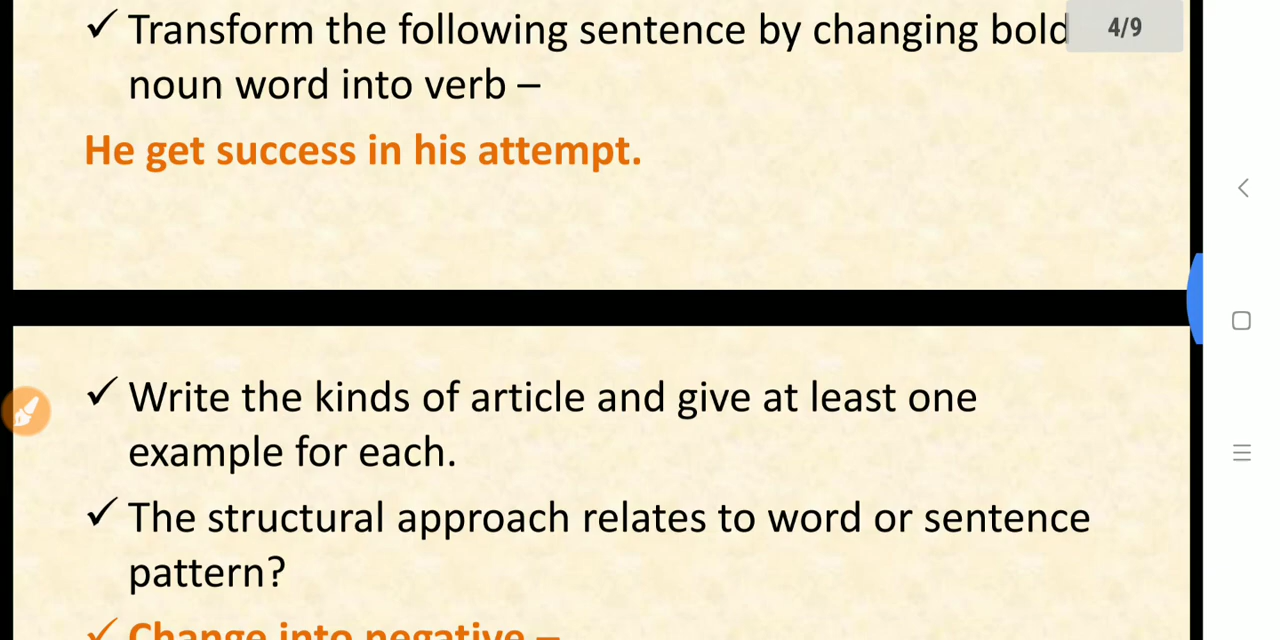 ✓ Transform the following sentence by changing bold
4/9
noun word into verb –
He get success in his attempt.
✓ Write the kinds of article and give at least one
example for each.
✓ The structural approach relates to word or sentence
pattern?
✓ Change into negative –